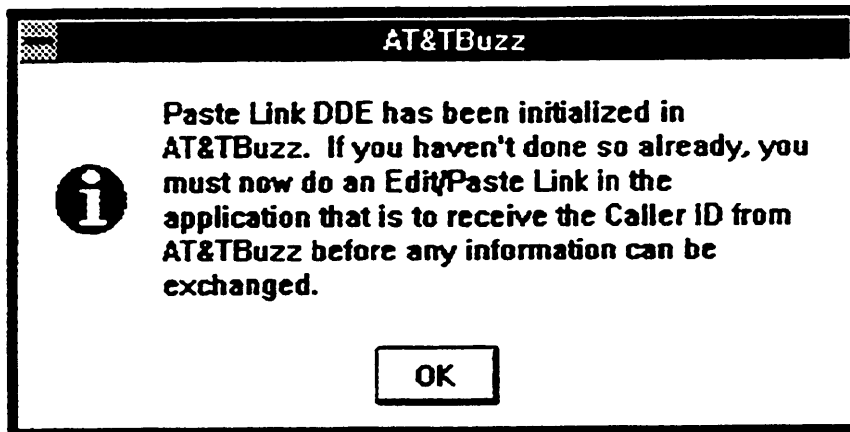 AT&TBuzz
Paste Link DDE has been initialized in
AT&TBuzz.  If you haven't done so already, you
must now do an Edit/Paste Link in the
application that is to receive the Caller ID from
AT&TBuzz before any information can be
exchanged.
OK